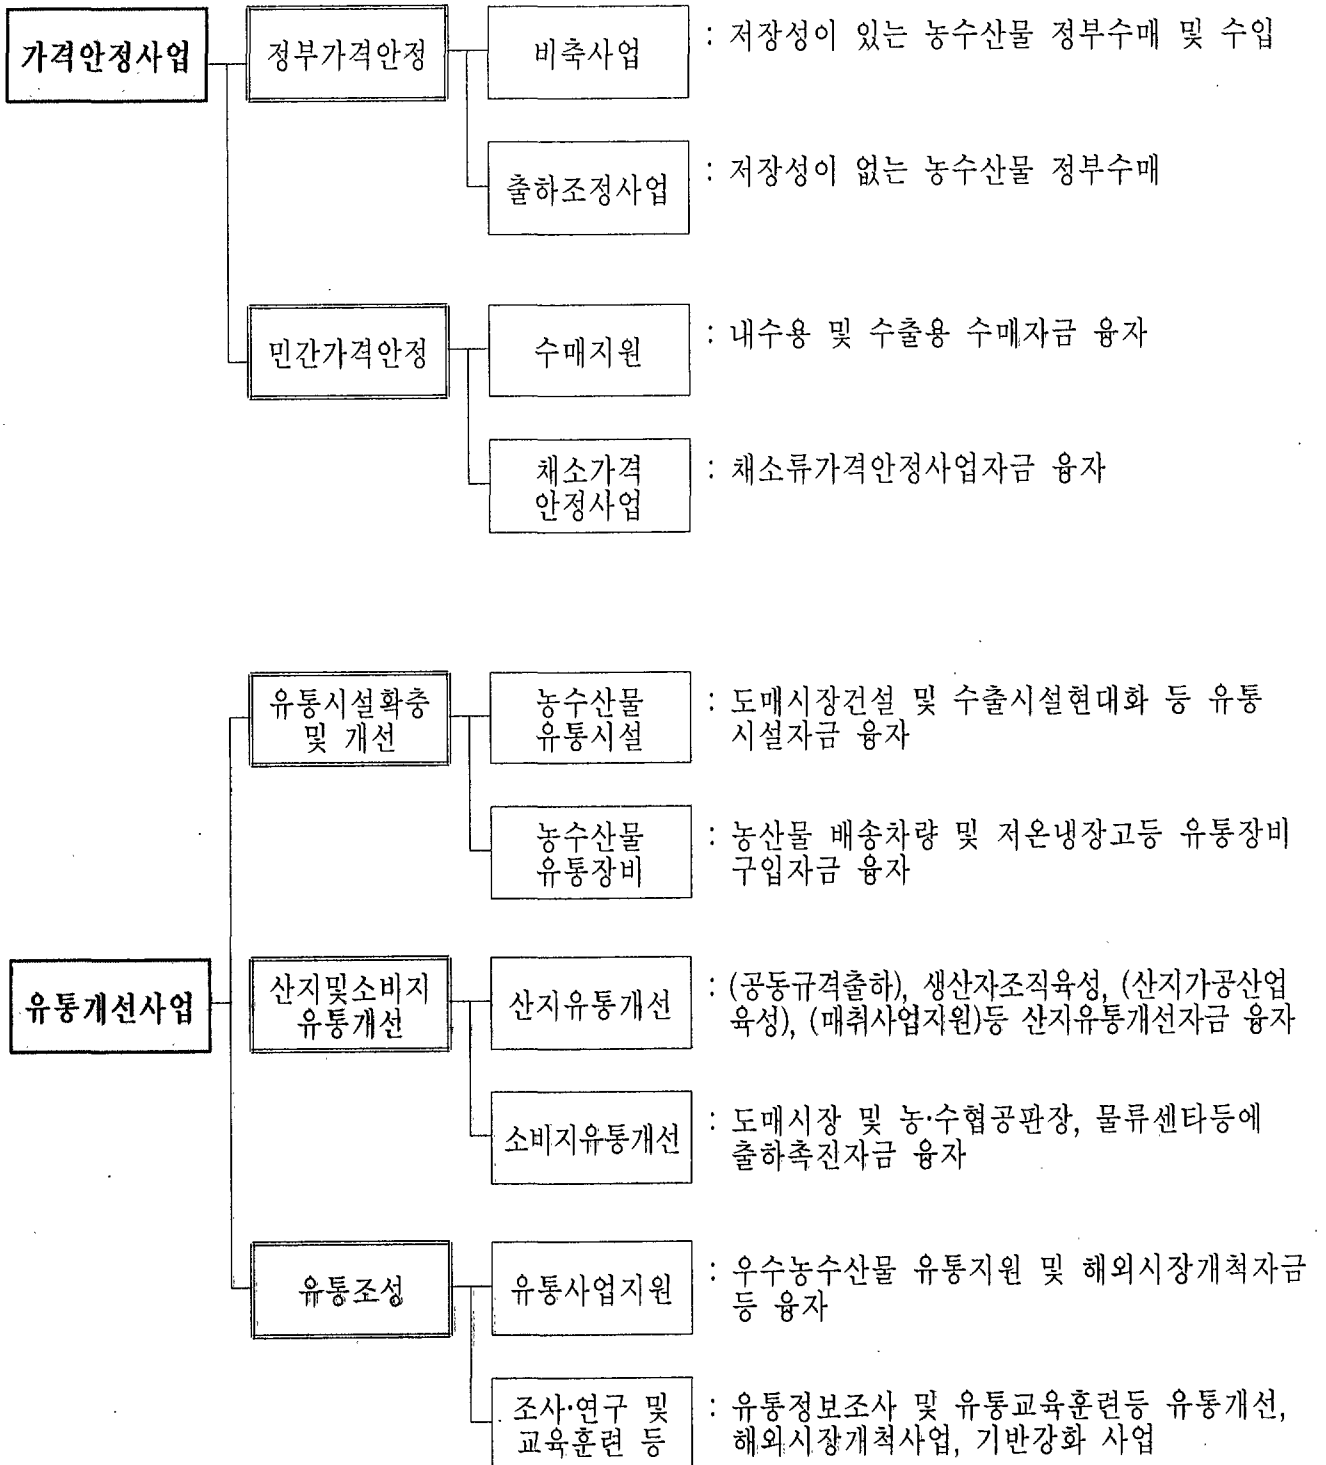 가격안정사업
정부가격안정
비축사업
: 저장성이 있는 농수산물 정부수매 및 수입
출하조정사업
: 저장성이 없는 농수산물 정부수매
민간가격안정
수매지원
: 내수용 및 수출용 수매자금 융자
채소가격
안정사업
: 채소류가격안정사업자금 융자
유통개선사업
유통시설확충
및 개선
농수산물
유통시설
: 도매시장건설 및 수출시설현대화 등 유통
시설자금 융자
농수산물
유통장비
: 농산물 배송차량 및 저온냉장고등 유통장비
구입자금 융자
산지및소비지
유통개선
산지유통개선
: (공동규격출하), 생산자조직육성, (산지가공산업
육성), (매취사업지원)등 산지유통개선자금 융자
소비지유통개선
: 도매시장 및 농·수협공판장, 물류센타등에
출하촉진자금 융자
유통조성
유통사업지원
: 우수농수산물 유통지원 및 해외시장개척자금
등 융자
조사·연구 및
교육훈련 등
: 유통정보조사 및 유통교육훈련등 유통개선,
해외시장개척사업, 기반강화 사업